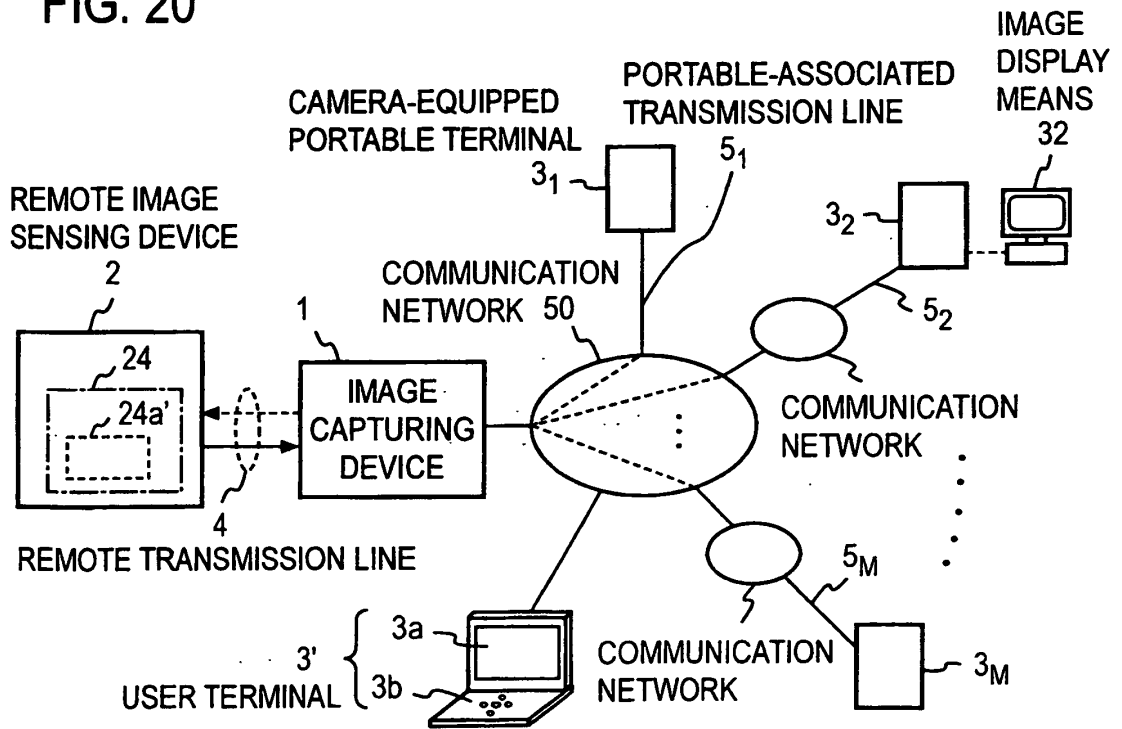 FIG. 20
IMAGE
DISPLAY
MEANS
32
PORTABLE-ASSOCIATED
TRANSMISSION LINE
5₁
CAMERA-EQUIPPED
PORTABLE TERMINAL
3₁
3₂
REMOTE IMAGE
SENSING DEVICE
2
COMMUNICATION
NETWORK 50
5₂
1
24
24a'
IMAGE
CAPTURING
DEVICE
COMMUNICATION
NETWORK
4
REMOTE TRANSMISSION LINE
5M
3a
3'
3b
USER TERMINAL
COMMUNICATION
NETWORK
3M